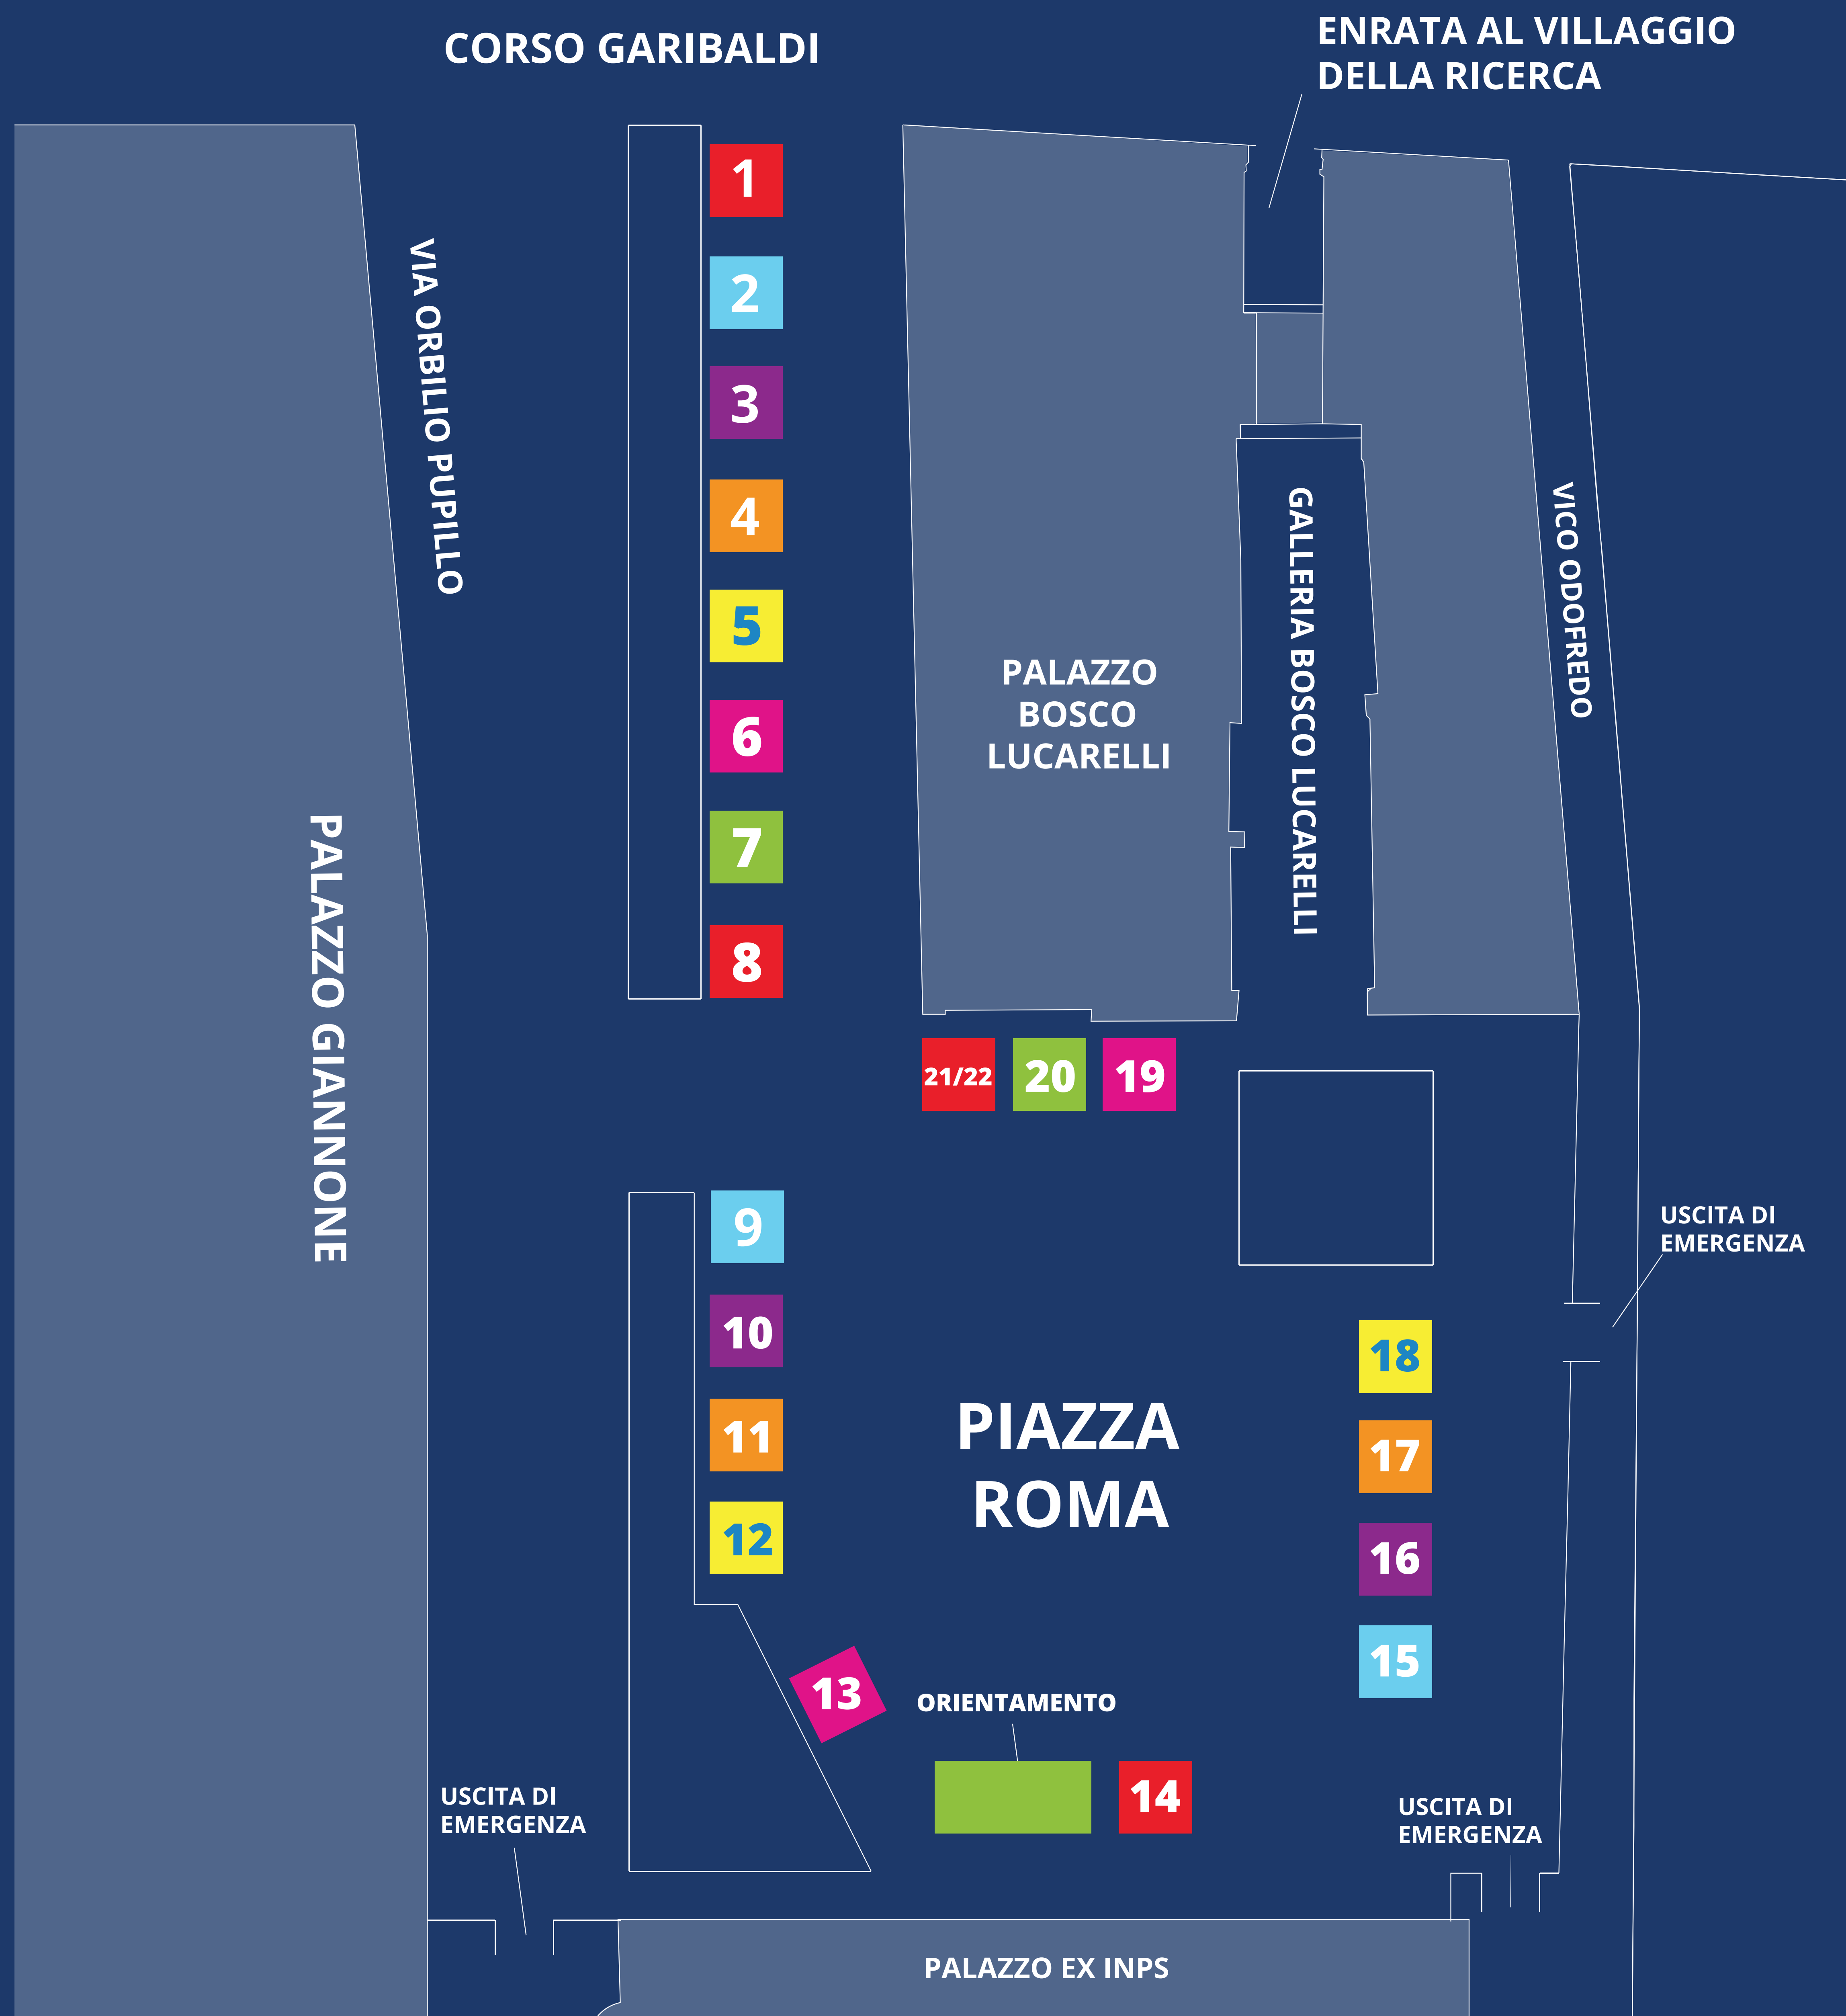 CORSO GARIBALDI
ENRATA AL VILLAGGIO
DELLA RICERCA
VIA ORBILIO PUPILLO
1
2
3
4
5
6
7
8
PALAZZO
BOSCO
LUCARELLI
GALLERIA BOSCO LUCARELLI
VICO ODOFREDO
PALAZZO GIANNONE
21/22
20
19
9
10
11
12
13
PIAZZA
ROMA
USCITA DI
EMERGENZA
18
17
16
15
ORIENTAMENTO
14
USCITA DI
EMERGENZA
USCITA DI
EMERGENZA
PALAZZO EX INPS